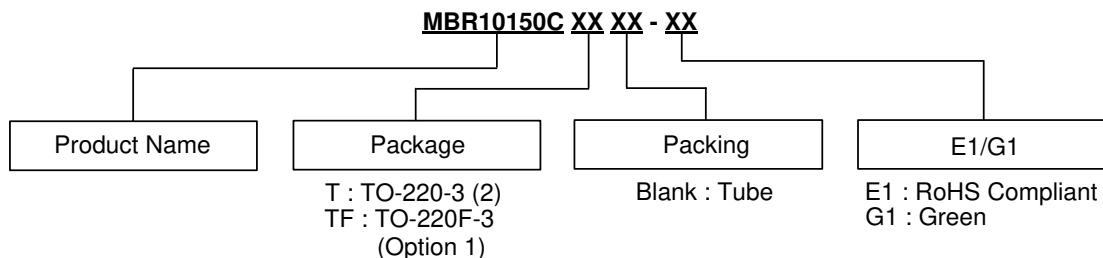 MBR10150C XX XX - XX
Product Name
Package
Packing
E1/G1
T : TO-220-3 (2)
TF : TO-220F-3
(Option 1)
Blank : Tube
E1 : RoHS Compliant
G1 : Green